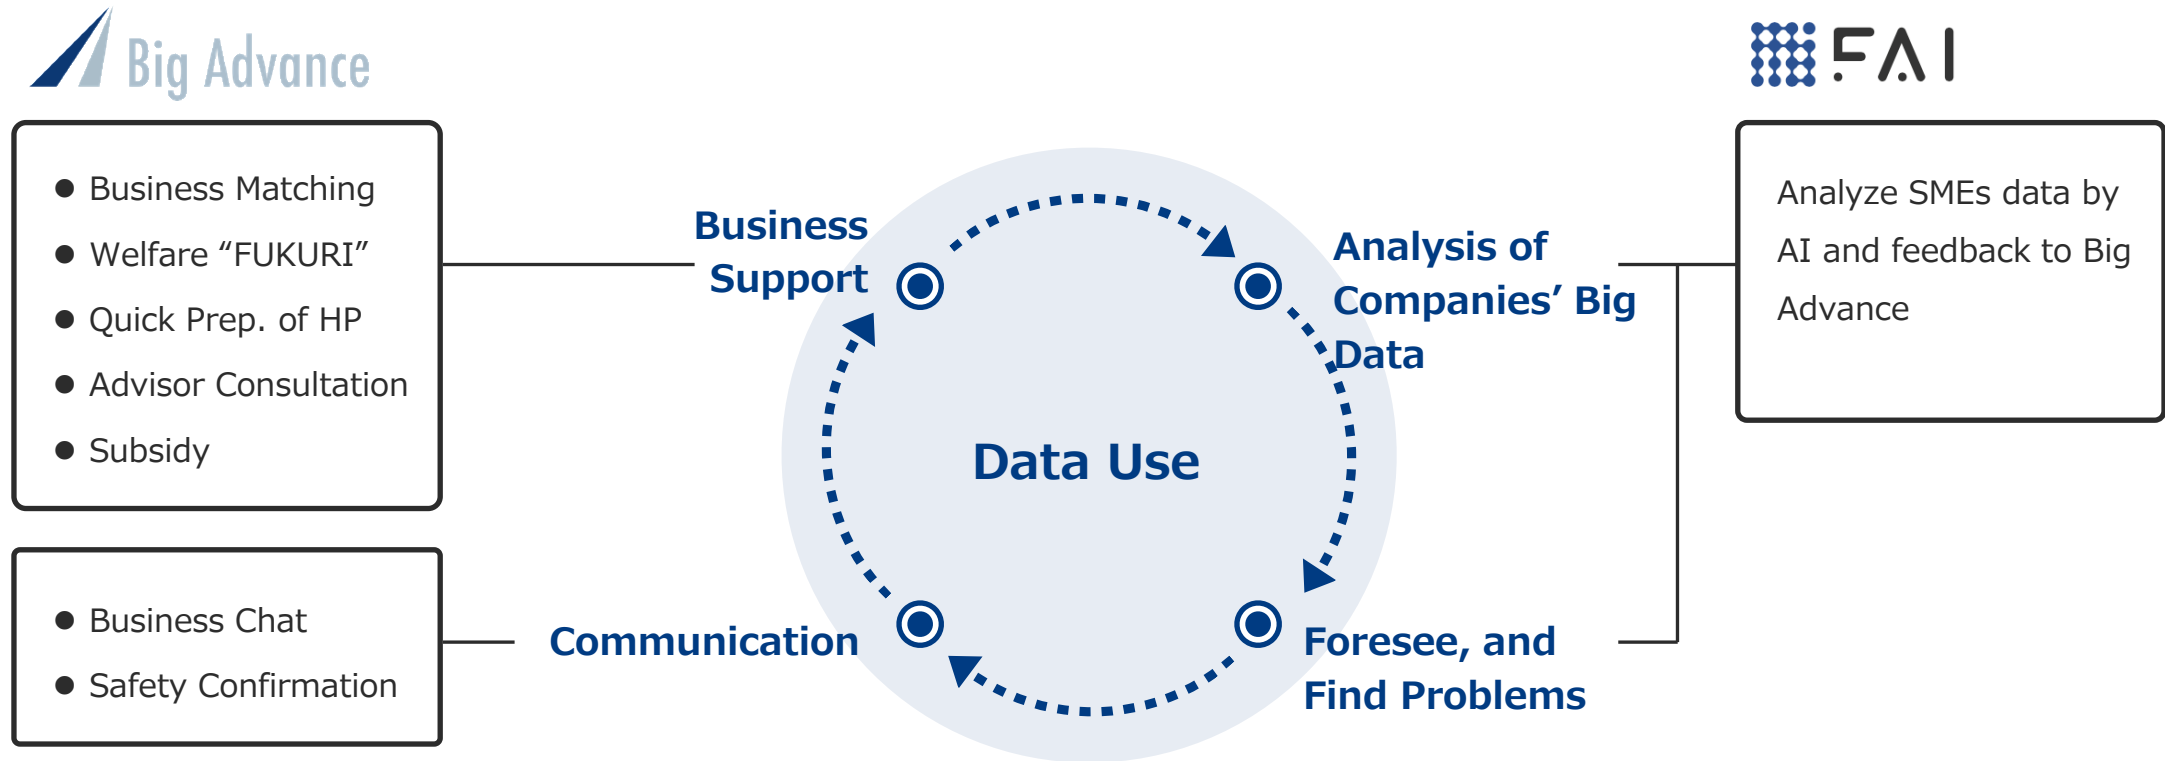 Big Advance
● Business Matching
● Welfare “FUKURI”
● Quick Prep. of HP
● Advisor Consultation
● Subsidy
● Business Chat
● Safety Confirmation
Business
Support
Communication
Data Use
Analysis of
Companies’ Big
Data
Foresee, and
Find Problems
FAI
Analyze SMEs data by
AI and feedback to Big
Advance